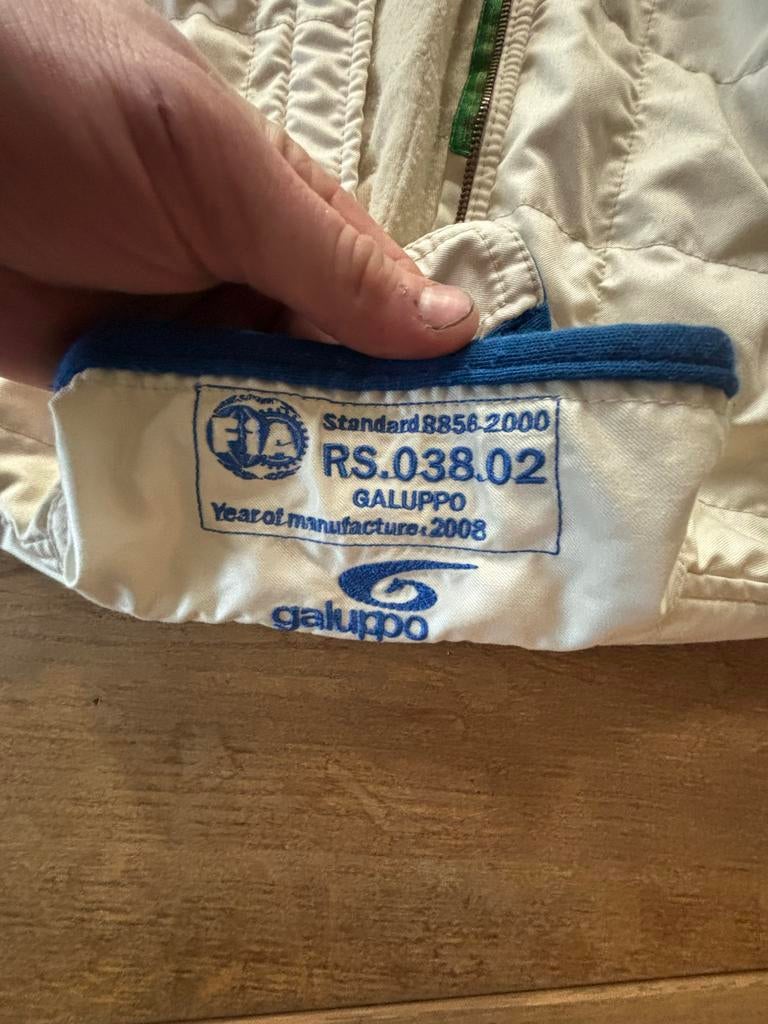 FIA
Standard 8856-2000
RS.038.02
GALUPPO
Year of manufacture: 2008
galuppo